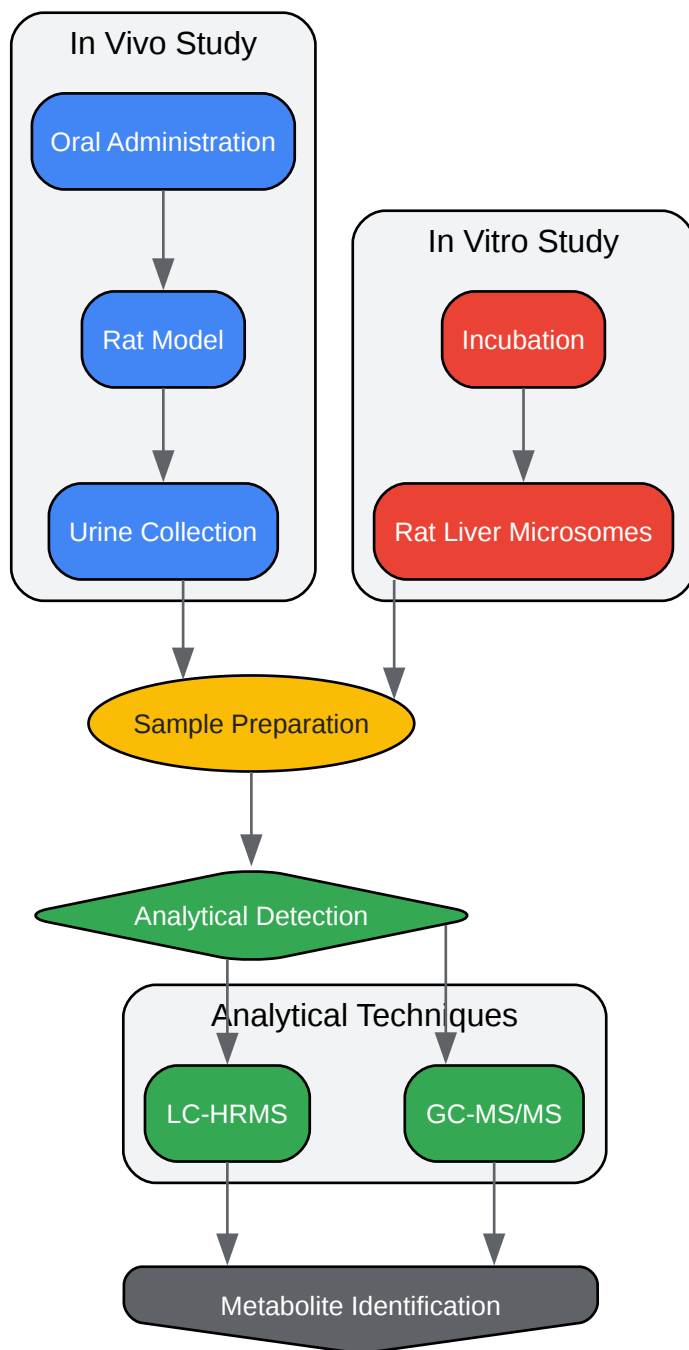 In Vivo Study
Oral Administration
Rat Model
Urine Collection
In Vitro Study
Incubation
Rat Liver Microsomes
Sample Preparation
Analytical Detection
Analytical Techniques
LC-HRMS
GC-MS/MS
Metabolite Identification